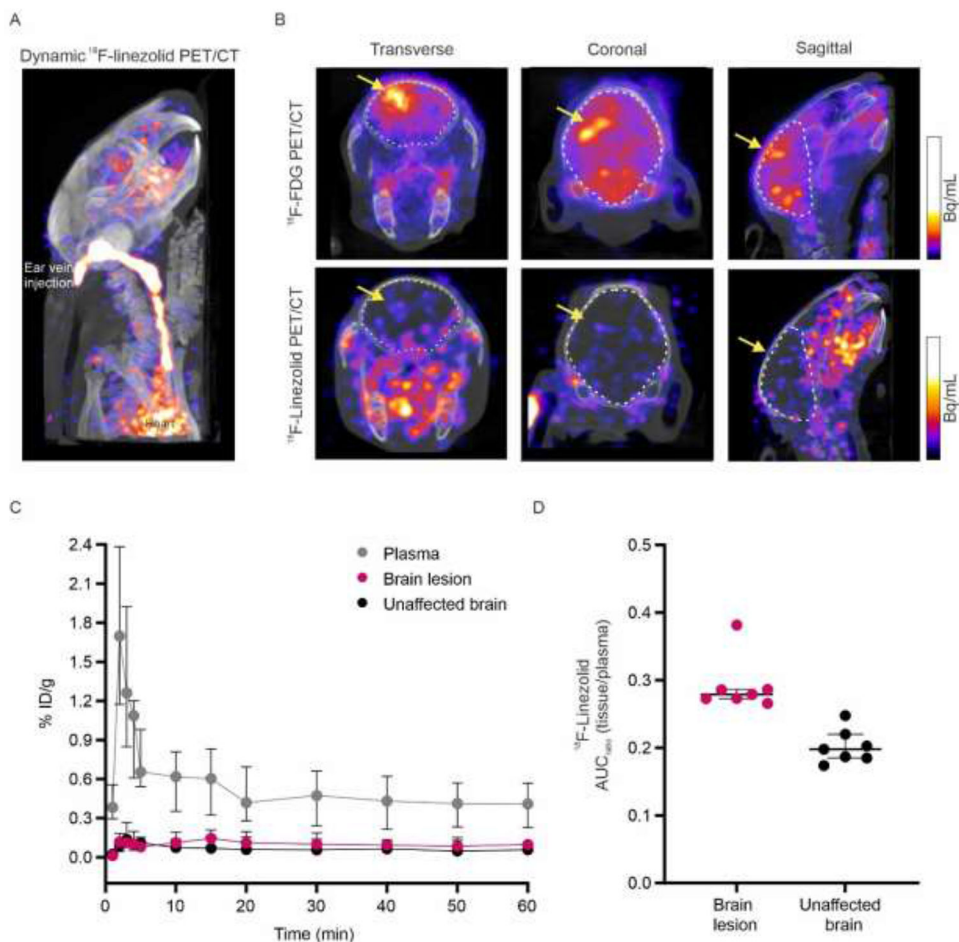 A
Dynamic ¹⁸F-linezolid PET/CT
Ear vein
injection
Heart
B
Transverse
Coronal
Sagittal
¹⁸F-FDG PET/CT
Bq/mL
¹⁸F-Linezolid PET/CT
Bq/mL
C
2.4
2.1
1.8
1.5
1.2
0.9
0.6
0.3
0.0
% ID/g
0
10
20
30
40
50
60
Time (min)
Plasma
Brain lesion
Unaffected brain
D
0.5
0.4
0.3
0.2
0.1
0.0
¹⁸F-Linezolid
AUCratio (tissue/plasma)
Brain
lesion
Unaffected
brain